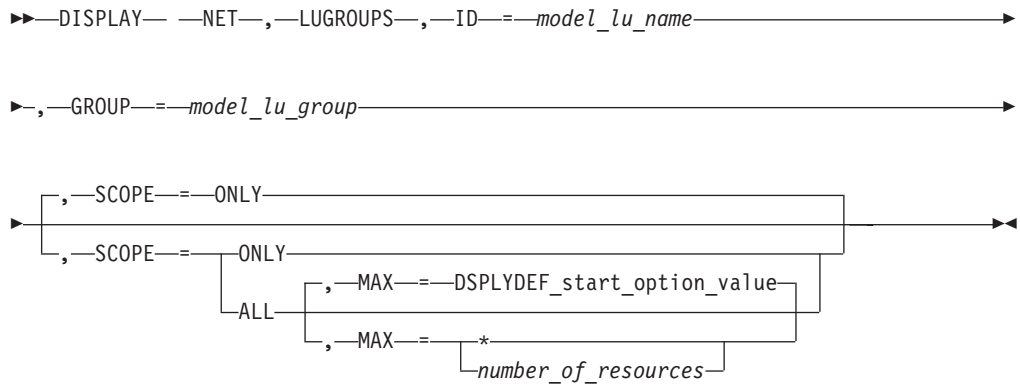 DISPLAY NET , LUGROUPS , ID = model_lu_name
, GROUP = model_lu_group
, SCOPE = ONLY
, SCOPE = ONLY
, MAX = DSPLYDEF_start_option_value
ALL
, MAX = *
number_of_resources